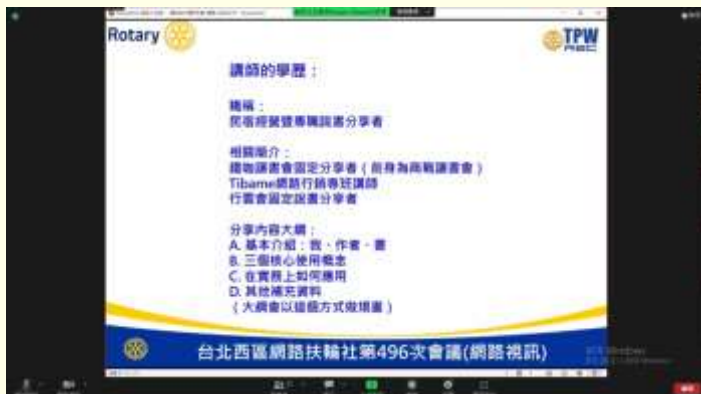 Rotary
TPW
講師的學歷：
職稱：
民宿經營暨專職說書分享者
相關簡介：
鐵咖讀書會固定分享者（前身為商戰讀書會）
Tibame網路行銷專班講師
行雲會固定說書分享者
分享內容大綱：
A. 基本介紹：我、作者、書
B. 三個核心使用概念
C. 在實務上如何應用
D. 其他補充資料
（大綱會以這個方式做規畫）
台北西區網路扶輪社第496次會議(網路視訊)